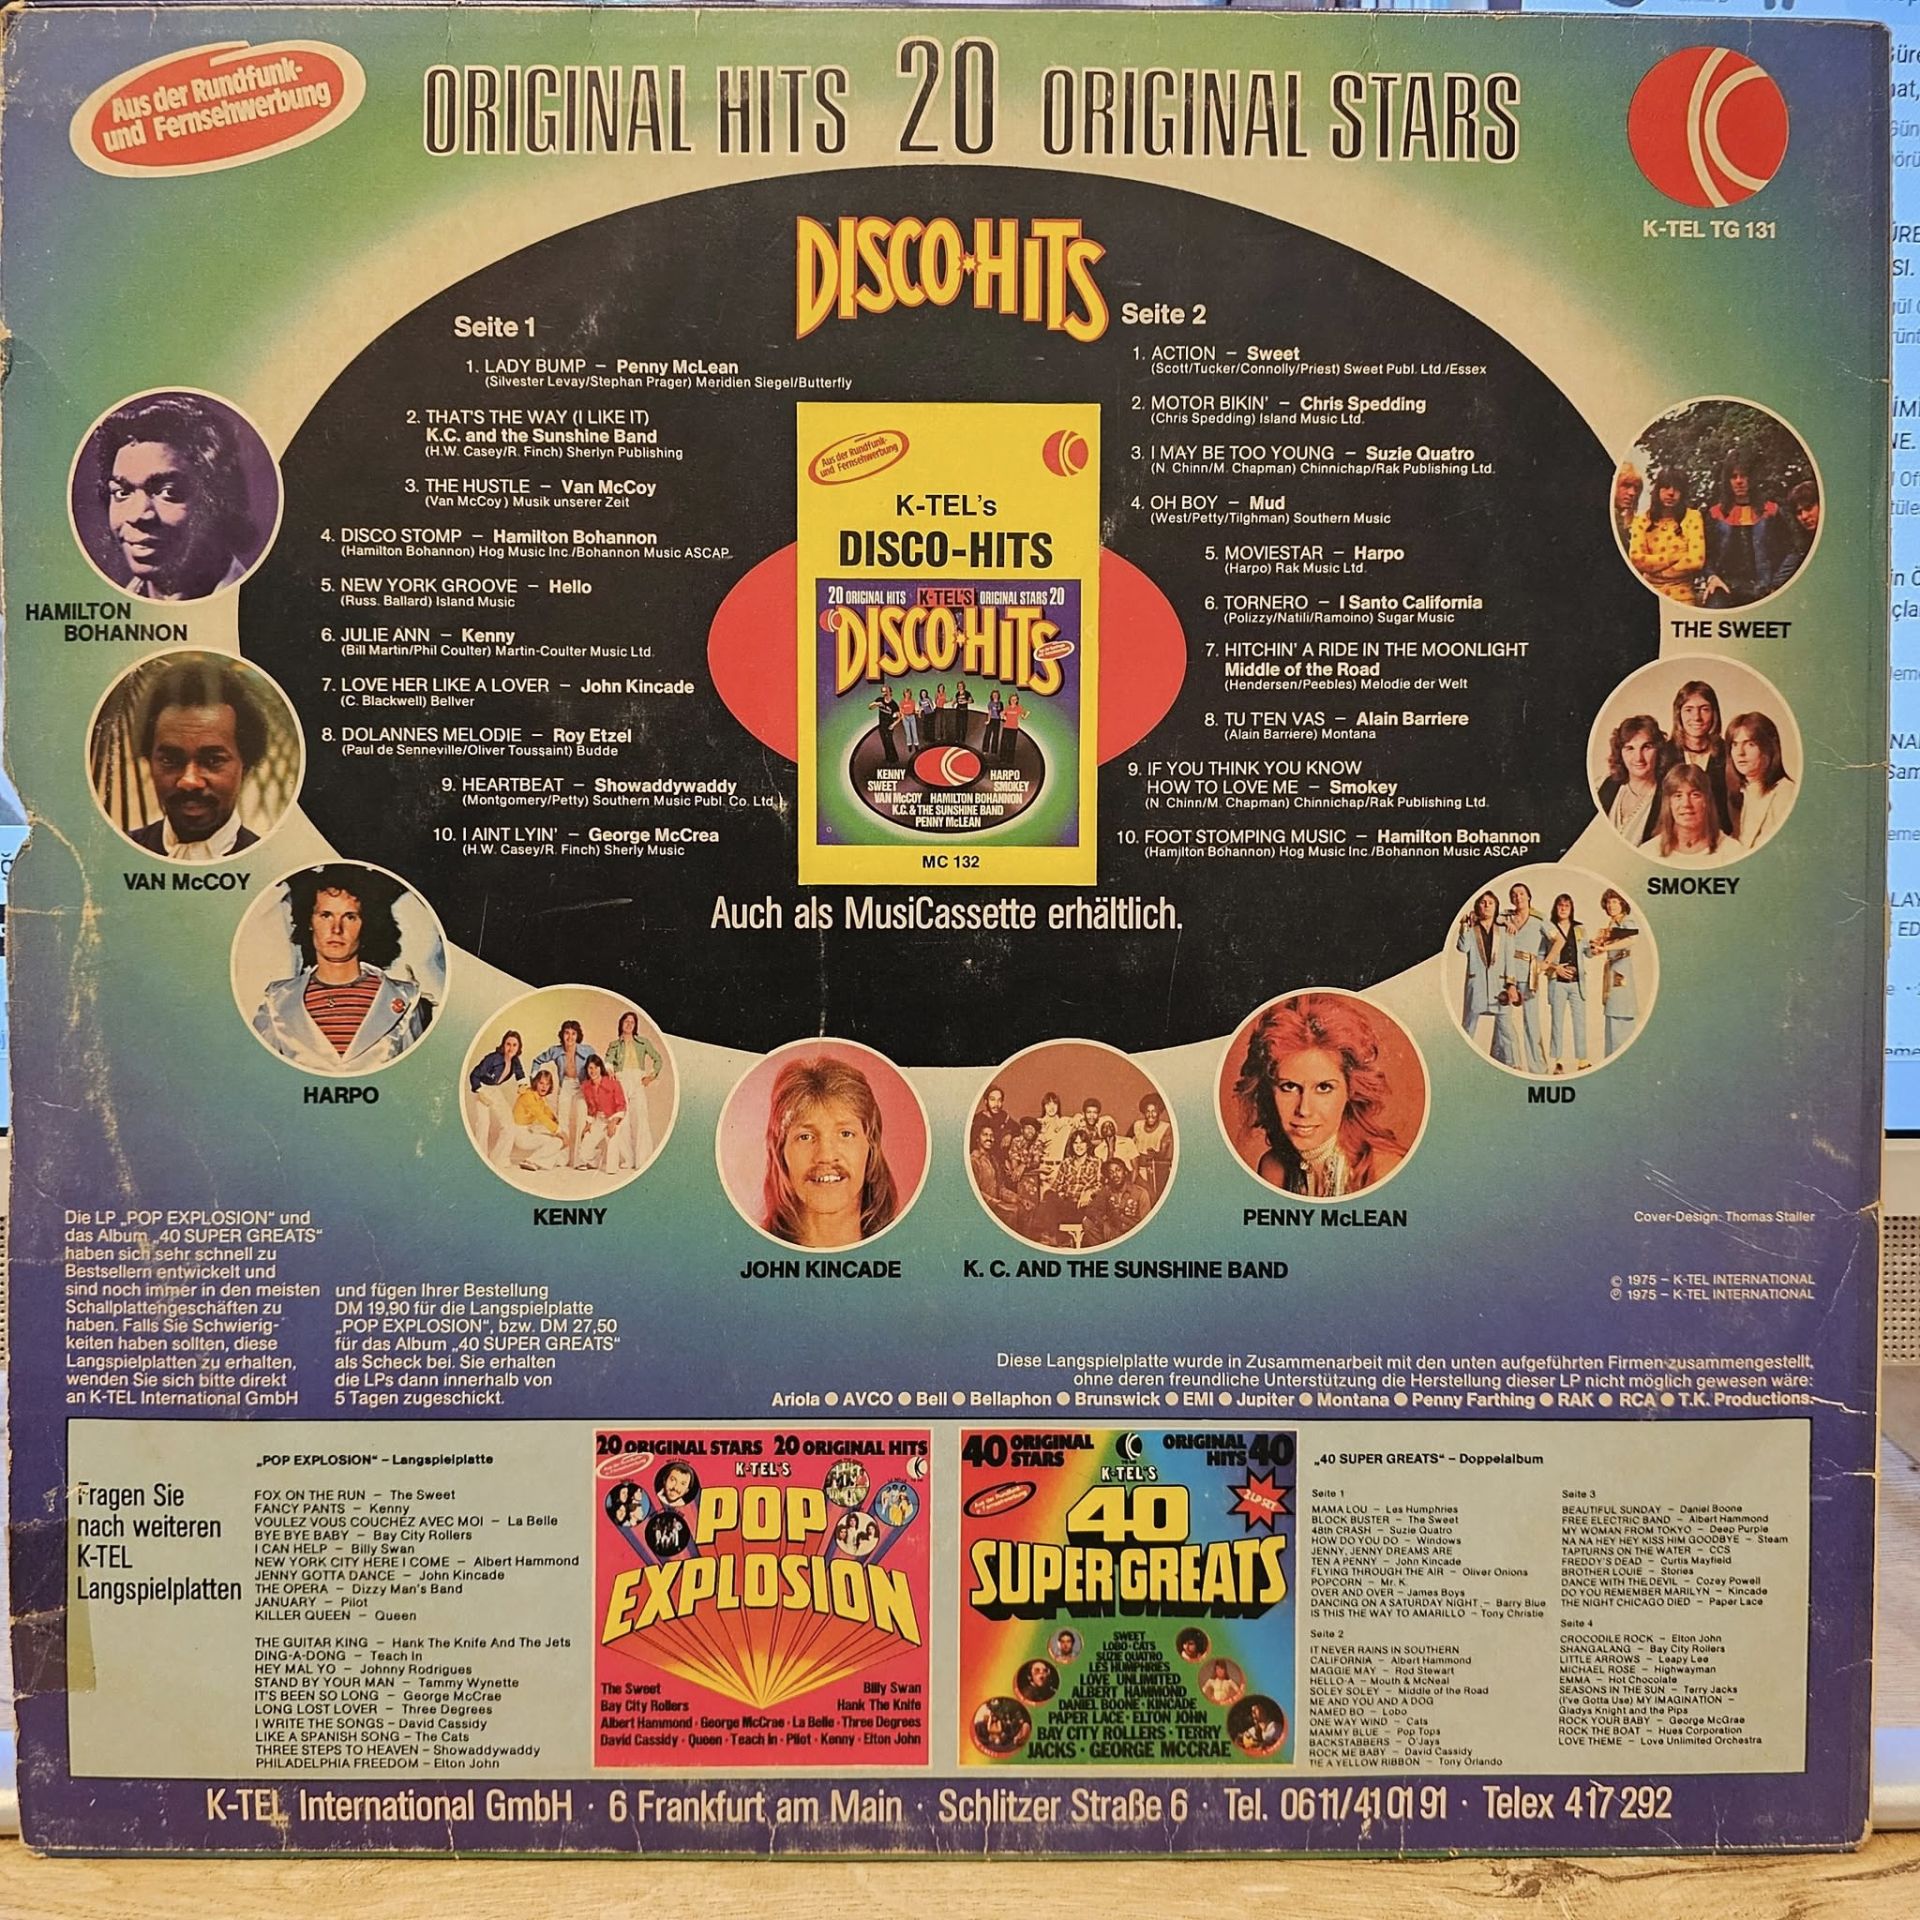 Aus der Rundfunk-
und Fernsehwerbung
ORIGINAL HITS 20 ORIGINAL STARS
K-TEL TG 131
DISCO-HITS
Seite 1
1. LADY BUMP – Penny McLean
(Silvester Levay/Stephan Prager) Meridien Siegel/Butterfly
2. THAT'S THE WAY (I LIKE IT)
K.C. and the Sunshine Band
(H.W. Casey/R. Finch) Sherlyn Publishing
3. THE HUSTLE – Van McCoy
(Van McCoy) Musik unserer Zeit
4. DISCO STOMP – Hamilton Bohannon
(Hamilton Bohannon) Hog Music Inc./Bohannon Music ASCAP
5. NEW YORK GROOVE – Hello
(Russ. Ballard) Island Music
6. JULIE ANN – Kenny
(Bill Martin/Phil Coulter) Martin-Coulter Music Ltd.
7. LOVE HER LIKE A LOVER – John Kincade
(C. Blackwell) Bellver
8. DOLANNES MELODIE – Roy Etzel
(Paul de Senneville/Oliver Toussaint) Budde
9. HEARTBEAT – Showaddywaddy
(Montgomery/Petty) Southern Music Publ. Co. Ltd.
10. I AINT LYIN' – George McCrea
(H.W. Casey/R. Finch) Sherly Music
Seite 2
1. ACTION – Sweet
(Scott/Tucker/Connolly/Priest) Sweet Publ. Ltd./Essex
2. MOTOR BIKIN' – Chris Spedding
(Chris Spedding) Island Music Ltd.
3. I MAY BE TOO YOUNG – Suzie Quatro
(N. Chinn/M. Chapman) Chinnichap/Rak Publishing Ltd.
4. OH BOY – Mud
(West/Petty/Tilghman) Southern Music
5. MOVIESTAR – Harpo
(Harpo) Rak Music Ltd.
6. TORNERO – I Santo California
(Polizzy/Natili/Ramoino) Sugar Music
7. HITCHIN' A RIDE IN THE MOONLIGHT
Middle of the Road
(Hendersen/Peebles) Melodie der Welt
8. TU T'EN VAS – Alain Barriere
(Alain Barriere) Montana
9. IF YOU THINK YOU KNOW
HOW TO LOVE ME – Smokey
(N. Chinn/M. Chapman) Chinnichap/Rak Publishing Ltd.
10. FOOT STOMPING MUSIC – Hamilton Bohannon
(Hamilton Bohannon) Hog Music Inc./Bohannon Music ASCAP
Aus der Rundfunk-
und Fernsehwerbung
K-TEL's
DISCO-HITS
20 ORIGINAL HITS K-TEL'S ORIGINAL STARS 20
DISCO-HITS
KENNY HARPO
SWEET SMOKEY
VAN McCOY HAMILTON BOHANNON
K.C. & THE SUNSHINE BAND
PENNY McLEAN
MC 132
Auch als MusiCassette erhältlich.
HAMILTON
BOHANNON
VAN McCOY
HARPO
KENNY
JOHN KINCADE
K. C. AND THE SUNSHINE BAND
PENNY McLEAN
MUD
SMOKEY
THE SWEET
Cover-Design: Thomas Staller
© 1975 – K-TEL INTERNATIONAL
℗ 1975 – K-TEL INTERNATIONAL
Die LP „POP EXPLOSION“ und
das Album „40 SUPER GREATS“
haben sich sehr schnell zu
Bestsellern entwickelt und
sind noch immer in den meisten
Schallplattengeschäften zu
haben. Falls Sie Schwierig-
keiten haben sollten, diese
Langspielplatten zu erhalten,
wenden Sie sich bitte direkt
an K-TEL International GmbH
und fügen Ihrer Bestellung
DM 19,90 für die Langspielplatte
„POP EXPLOSION“, bzw. DM 27,50
für das Album „40 SUPER GREATS“
als Scheck bei. Sie erhalten
die LPs dann innerhalb von
5 Tagen zugeschickt.
Diese Langspielplatte wurde in Zusammenarbeit mit den unten aufgeführten Firmen zusammengestellt,
ohne deren freundliche Unterstützung die Herstellung dieser LP nicht möglich gewesen wäre:
Ariola ● AVCO ● Bell ● Bellaphon ● Brunswick ● EMI ● Jupiter ● Montana ● Penny Farthing ● RAK ● RCA ● T.K. Productions.
Fragen Sie
nach weiteren
K-TEL
Langspielplatten
„POP EXPLOSION“ – Langspielplatte
FOX ON THE RUN – The Sweet
FANCY PANTS – Kenny
VOULEZ VOUS COUCHEZ AVEC MOI – La Belle
BYE BYE BABY – Bay City Rollers
I CAN HELP – Billy Swan
NEW YORK CITY HERE I COME – Albert Hammond
JENNY GOTTA DANCE – John Kincade
THE OPERA – Dizzy Man's Band
JANUARY – Pilot
KILLER QUEEN – Queen
THE GUITAR KING – Hank The Knife And The Jets
DING-A-DONG – Teach In
HEY MAL YO – Johnny Rodrigues
STAND BY YOUR MAN – Tammy Wynette
IT'S BEEN SO LONG – George McCrae
LONG LOST LOVER – Three Degrees
I WRITE THE SONGS – David Cassidy
LIKE A SPANISH SONG – The Cats
THREE STEPS TO HEAVEN – Showaddywaddy
PHILADELPHIA FREEDOM – Elton John
20 ORIGINAL STARS 20 ORIGINAL HITS
K-TEL'S
POP
EXPLOSION
The Sweet Billy Swan
Bay City Rollers Hank The Knife
Albert Hammond · George McCrae · La Belle · Three Degrees
David Cassidy · Queen · Teach In · Pilot · Kenny · Elton John
40 ORIGINAL STARS ORIGINAL HITS 40
K-TEL'S
2 LP SET
40
SUPER GREATS
SWEET
LOBO · CATS
SUZIE QUATRO
LES HUMPHRIES
LOVE UNLIMITED
ALBERT HAMMOND
DANIEL BOONE · KINCADE
PAPER LACE · ELTON JOHN
BAY CITY ROLLERS · TERRY
JACKS · GEORGE MCCRAE
„40 SUPER GREATS“ – Doppelalbum
Seite 1
MAMA LOU – Les Humphries
BLOCK BUSTER – The Sweet
48th CRASH – Suzie Quatro
HOW DO YOU DO – Windows
JENNY, JENNY DREAMS ARE
TEN A PENNY – John Kincade
FLYING THROUGH THE AIR – Oliver Onions
POPCORN – Mr. K.
OVER AND OVER – James Boys
DANCING ON A SATURDAY NIGHT – Barry Blue
IS THIS THE WAY TO AMARILLO – Tony Christie
Seite 2
IT NEVER RAINS IN SOUTHERN
CALIFORNIA – Albert Hammond
MAGGIE MAY – Rod Stewart
HELLO-A – Mouth & McNeal
SOLEY SOLEY – Middle of the Road
ME AND YOU AND A DOG
NAMED BO – Lobo
ONE WAY WIND – Cats
MAMMY BLUE – Pop Tops
BACKSTABBERS – O'Jays
ROCK ME BABY – David Cassidy
TIE A YELLOW RIBBON – Tony Orlando
Seite 3
BEAUTIFUL SUNDAY – Daniel Boone
FREE ELECTRIC BAND – Albert Hammond
MY WOMAN FROM TOKYO – Deep Purple
NA NA HEY HEY KISS HIM GOODBYE – Steam
TAPTURNS ON THE WATER – CCS
FREDDY'S DEAD – Curtis Mayfield
BROTHER LOUIE – Stories
DANCE WITH THE DEVIL – Cozey Powell
DO YOU REMEMBER MARILYN – Kincade
THE NIGHT CHICAGO DIED – Paper Lace
Seite 4
CROCODILE ROCK – Elton John
SHANGALANG – Bay City Rollers
LITTLE ARROWS – Leapy Lee
MICHAEL ROSE – Highwayman
EMMA – Hot Chocolate
SEASONS IN THE SUN – Terry Jacks
(I've Gotta Use) MY IMAGINATION –
Gladys Knight and the Pips
ROCK YOUR BABY – George McGrae
ROCK THE BOAT – Hues Corporation
LOVE THEME – Love Unlimited Orchestra
K-TEL International GmbH · 6 Frankfurt am Main · Schlitzer Straße 6 · Tel. 0611/41 01 91 · Telex 417 292